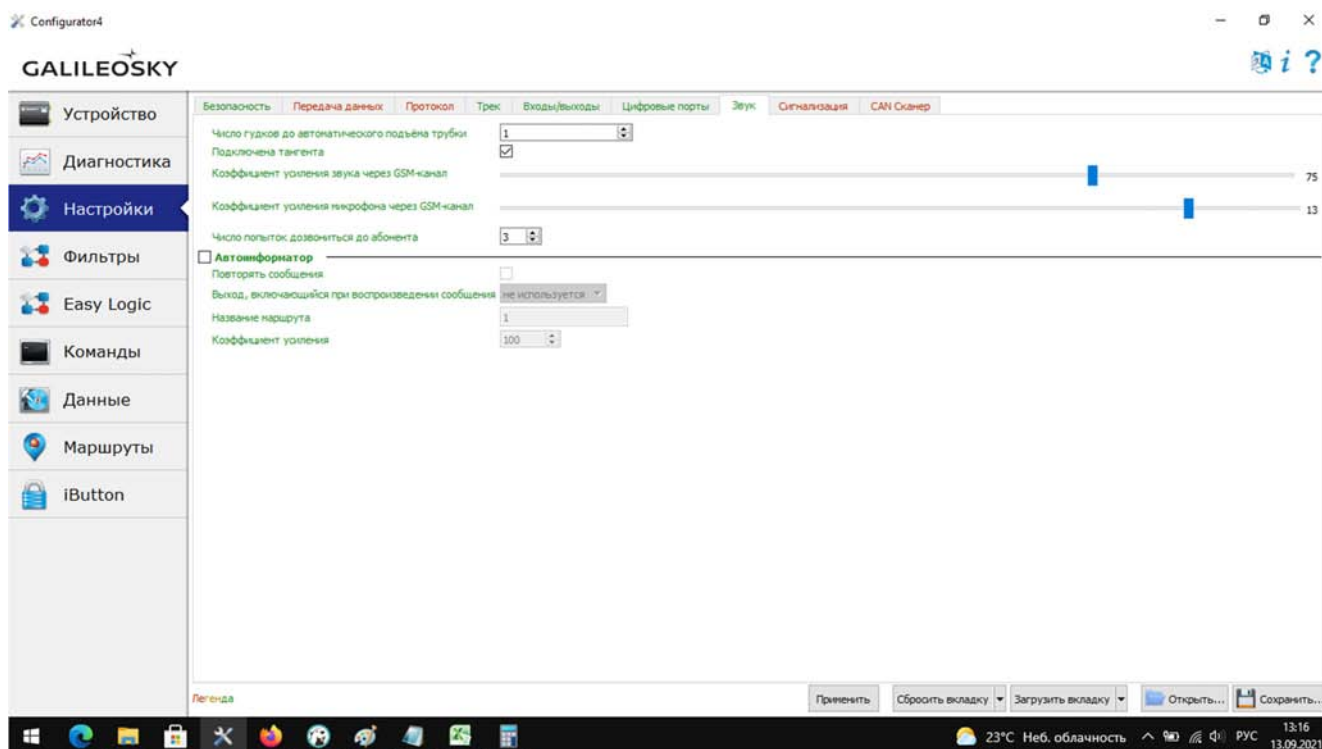 Configurator4
GALILEOSKY
Устройство
Диагностика
Настройки
Фильтры
Easy Logic
Команды
Данные
Маршруты
iButton
Безопасность Передача данных Протокол Трек Входы/выходы Цифровые порты Звук Сигнализация CAN Сканер
Число гудков до автоматического подъёма трубки 1
Подключена тангента
Коэффициент усиления звука через GSM-канал 75
Коэффициент усиления микрофона через GSM-канал 13
Число попыток дозвониться до абонента 3
Автоинформатор
Повторять сообщения
Выход, включающийся при воспроизведении сообщения не используется
Название маршрута 1
Коэффициент усиления 100
Легенда Применить Сбросить вкладку Загрузить вкладку Открыть... Сохранить...
23°C Неб. облачность РУС 13:16
13.09.2021